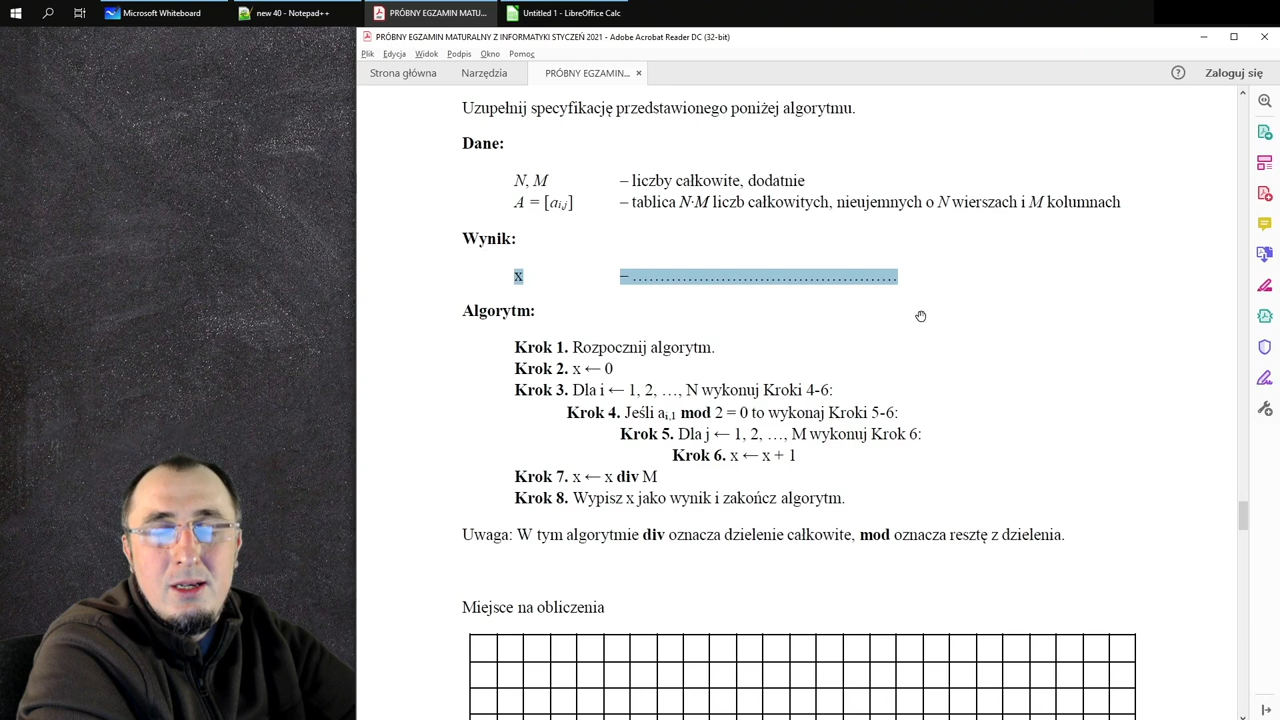 Microsoft Whiteboard
new 40 - Notepad++
PRÓBNY EGZAMIN MATU...
Untitled 1 - LibreOffice Calc
PRÓBNY EGZAMIN MATURALNY Z INFORMATYKI STYCZEŃ 2021 - Adobe Acrobat Reader DC (32-bit)
Plik Edycja Widok Podpis Okno Pomoc
Strona główna Narzędzia PRÓBNY EGZAMIN... × Zaloguj się
Uzupełnij specyfikację przedstawionego poniżej algorytmu.
Dane:
N, M – liczby całkowite, dodatnie
A = [ai,j] – tablica N·M liczb całkowitych, nieujemnych o N wierszach i M kolumnach
Wynik:
x – ................................................
Algorytm:
Krok 1. Rozpocznij algorytm.
Krok 2. x ← 0
Krok 3. Dla i ← 1, 2, …, N wykonuj Kroki 4-6:
Krok 4. Jeśli ai,1 mod 2 = 0 to wykonaj Kroki 5-6:
Krok 5. Dla j ← 1, 2, …, M wykonuj Krok 6:
Krok 6. x ← x + 1
Krok 7. x ← x div M
Krok 8. Wypisz x jako wynik i zakończ algorytm.
Uwaga: W tym algorytmie div oznacza dzielenie całkowite, mod oznacza resztę z dzielenia.
Miejsce na obliczenia